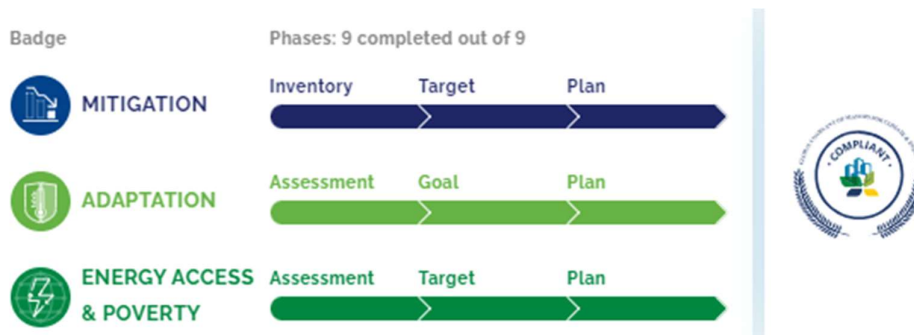 Badge
Phases: 9 completed out of 9
MITIGATION
Inventory
Target
Plan
ADAPTATION
Assessment
Goal
Plan
ENERGY ACCESS
& POVERTY
Assessment
Target
Plan
COMPLIANT